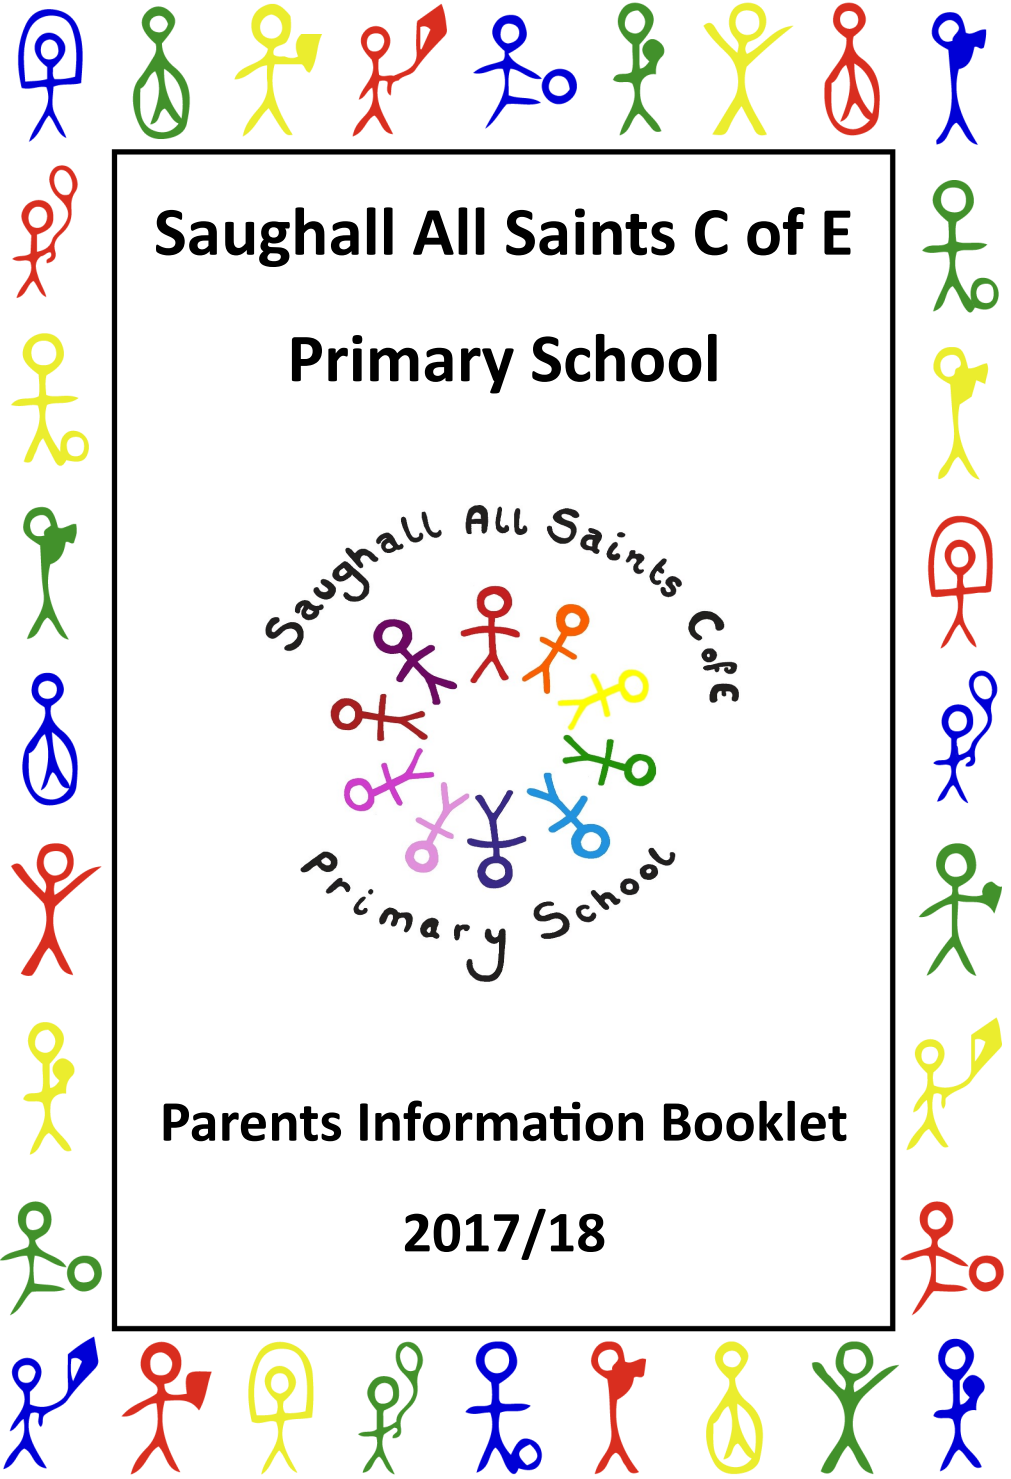 Saughall All Saints C of E
Primary School
Saughall All Saints C of E
Primary School
Parents Information Booklet
2017/18